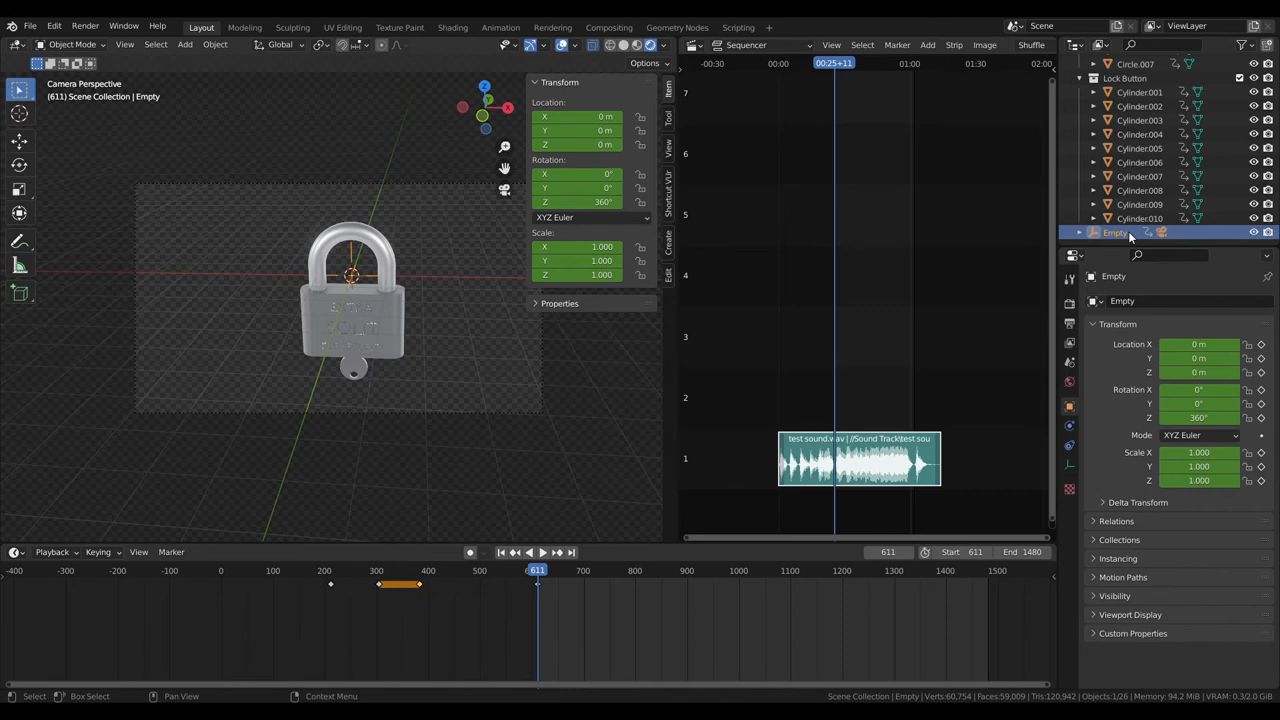 File Edit Render Window Help Layout Modeling Sculpting UV Editing Texture Paint Shading Animation Rendering Compositing Geometry Nodes Scripting + Scene ViewLayer
Object Mode View Select Add Object Global Sequencer View Select Marker Add Strip Image Shuffle
Options
Camera Perspective
(611) Scene Collection | Empty
Z
X
Transform
Location:
X 0 m
Y 0 m
Z 0 m
Rotation:
X 0°
Y 0°
Z 360°
XYZ Euler
Scale:
X 1.000
Y 1.000
Z 1.000
Properties
Item
Tool
View
Shortcut VUr
Create
Edit
-00:30 00:00 00:25+11 01:00 02:00
7
6
5
4
3
2
1
test sound.wav | //Sound Track\test sou
Circle.007
Lock Button
Cylinder.001
Cylinder.002
Cylinder.003
Cylinder.004
Cylinder.005
Cylinder.006
Cylinder.007
Cylinder.008
Cylinder.009
Cylinder.010
Empty
Empty
Empty
Transform
Location X 0 m
Y 0 m
Z 0 m
Rotation X 0°
Y 0°
Z 360°
Mode XYZ Euler
Scale X 1.000
Y 1.000
Z 1.000
Delta Transform
Relations
Collections
Instancing
Motion Paths
Visibility
Viewport Display
Custom Properties
Playback Keying View Marker 611 Start 611 End 1480
-400 -300 -200 -100 0 100 200 300 400 500 611 700 800 900 1000 1100 1200 1300 1400 1500
Select Box Select Pan View Context Menu Scene Collection | Empty | Verts:60,754 | Faces:59,009 | Tris:120,942 | Objects:1/26 | Memory: 94.2 MiB | VRAM: 0.3/2.0 GiB